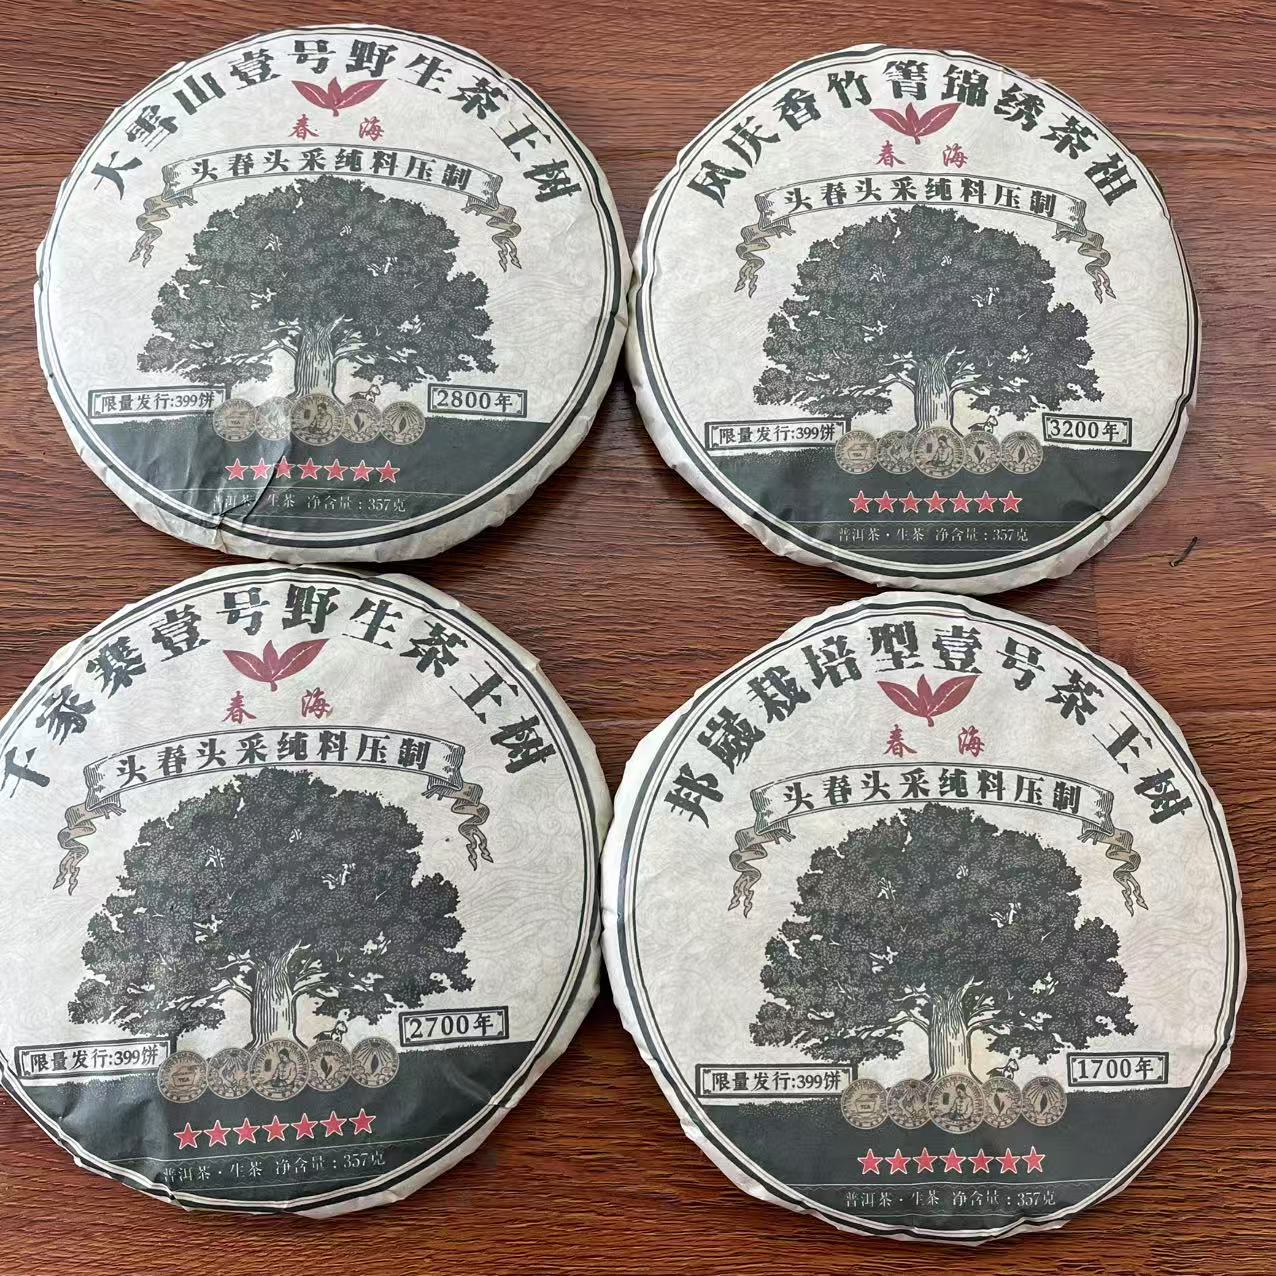 大雪山壹号野生茶王树
春海
头春头采纯料压制
限量发行:399饼
2800年
普洱茶·生茶 净含量:357克
凤庆香竹箐锦绣茶祖
春海
头春头采纯料压制
限量发行:399饼
3200年
普洱茶·生茶 净含量:357克
千家寨壹号野生茶王树
春海
头春头采纯料压制
限量发行:399饼
2700年
普洱茶·生茶 净含量:357克
邦崴栽培型壹号茶王树
春海
头春头采纯料压制
限量发行:399饼
1700年
普洱茶·生茶 净含量:357克